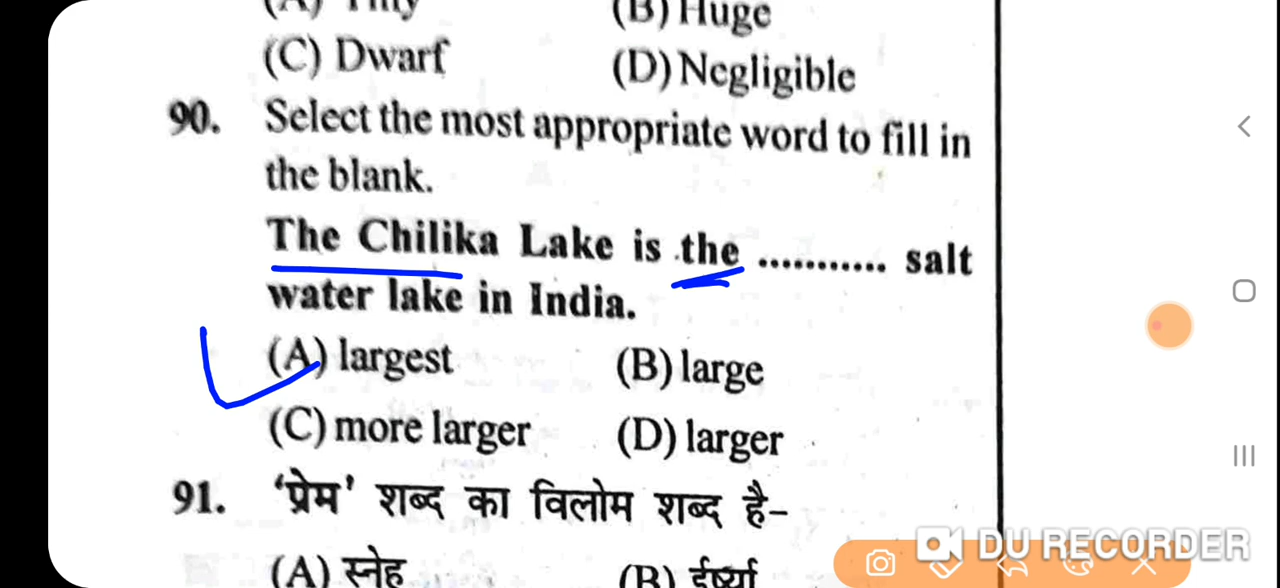 (B) Huge
(C) Dwarf (D) Negligible
90. Select the most appropriate word to fill in
the blank.
The Chilika Lake is the ........... salt
water lake in India.
(A) largest (B) large
(C) more larger (D) larger
91. ‘प्रेम’ शब्द का विलोम शब्द है–
(A) स्नेह (B) ईर्ष्या
DU RECORDER